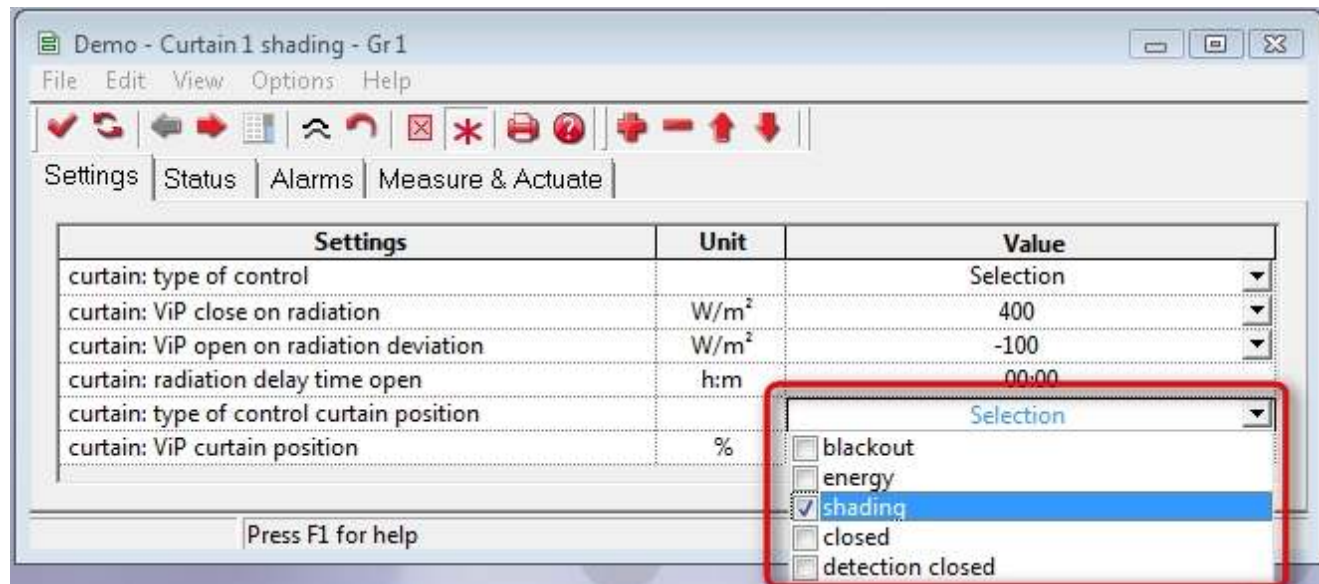 Demo - Curtain 1 shading - Gr 1
File Edit View Options Help
Settings Status Alarms Measure & Actuate
Settings Unit Value
curtain: type of control Selection
curtain: ViP close on radiation W/m² 400
curtain: ViP open on radiation deviation W/m² -100
curtain: radiation delay time open h:m 00:00
curtain: type of control curtain position Selection
curtain: ViP curtain position %
blackout
energy
shading
closed
detection closed
Press F1 for help